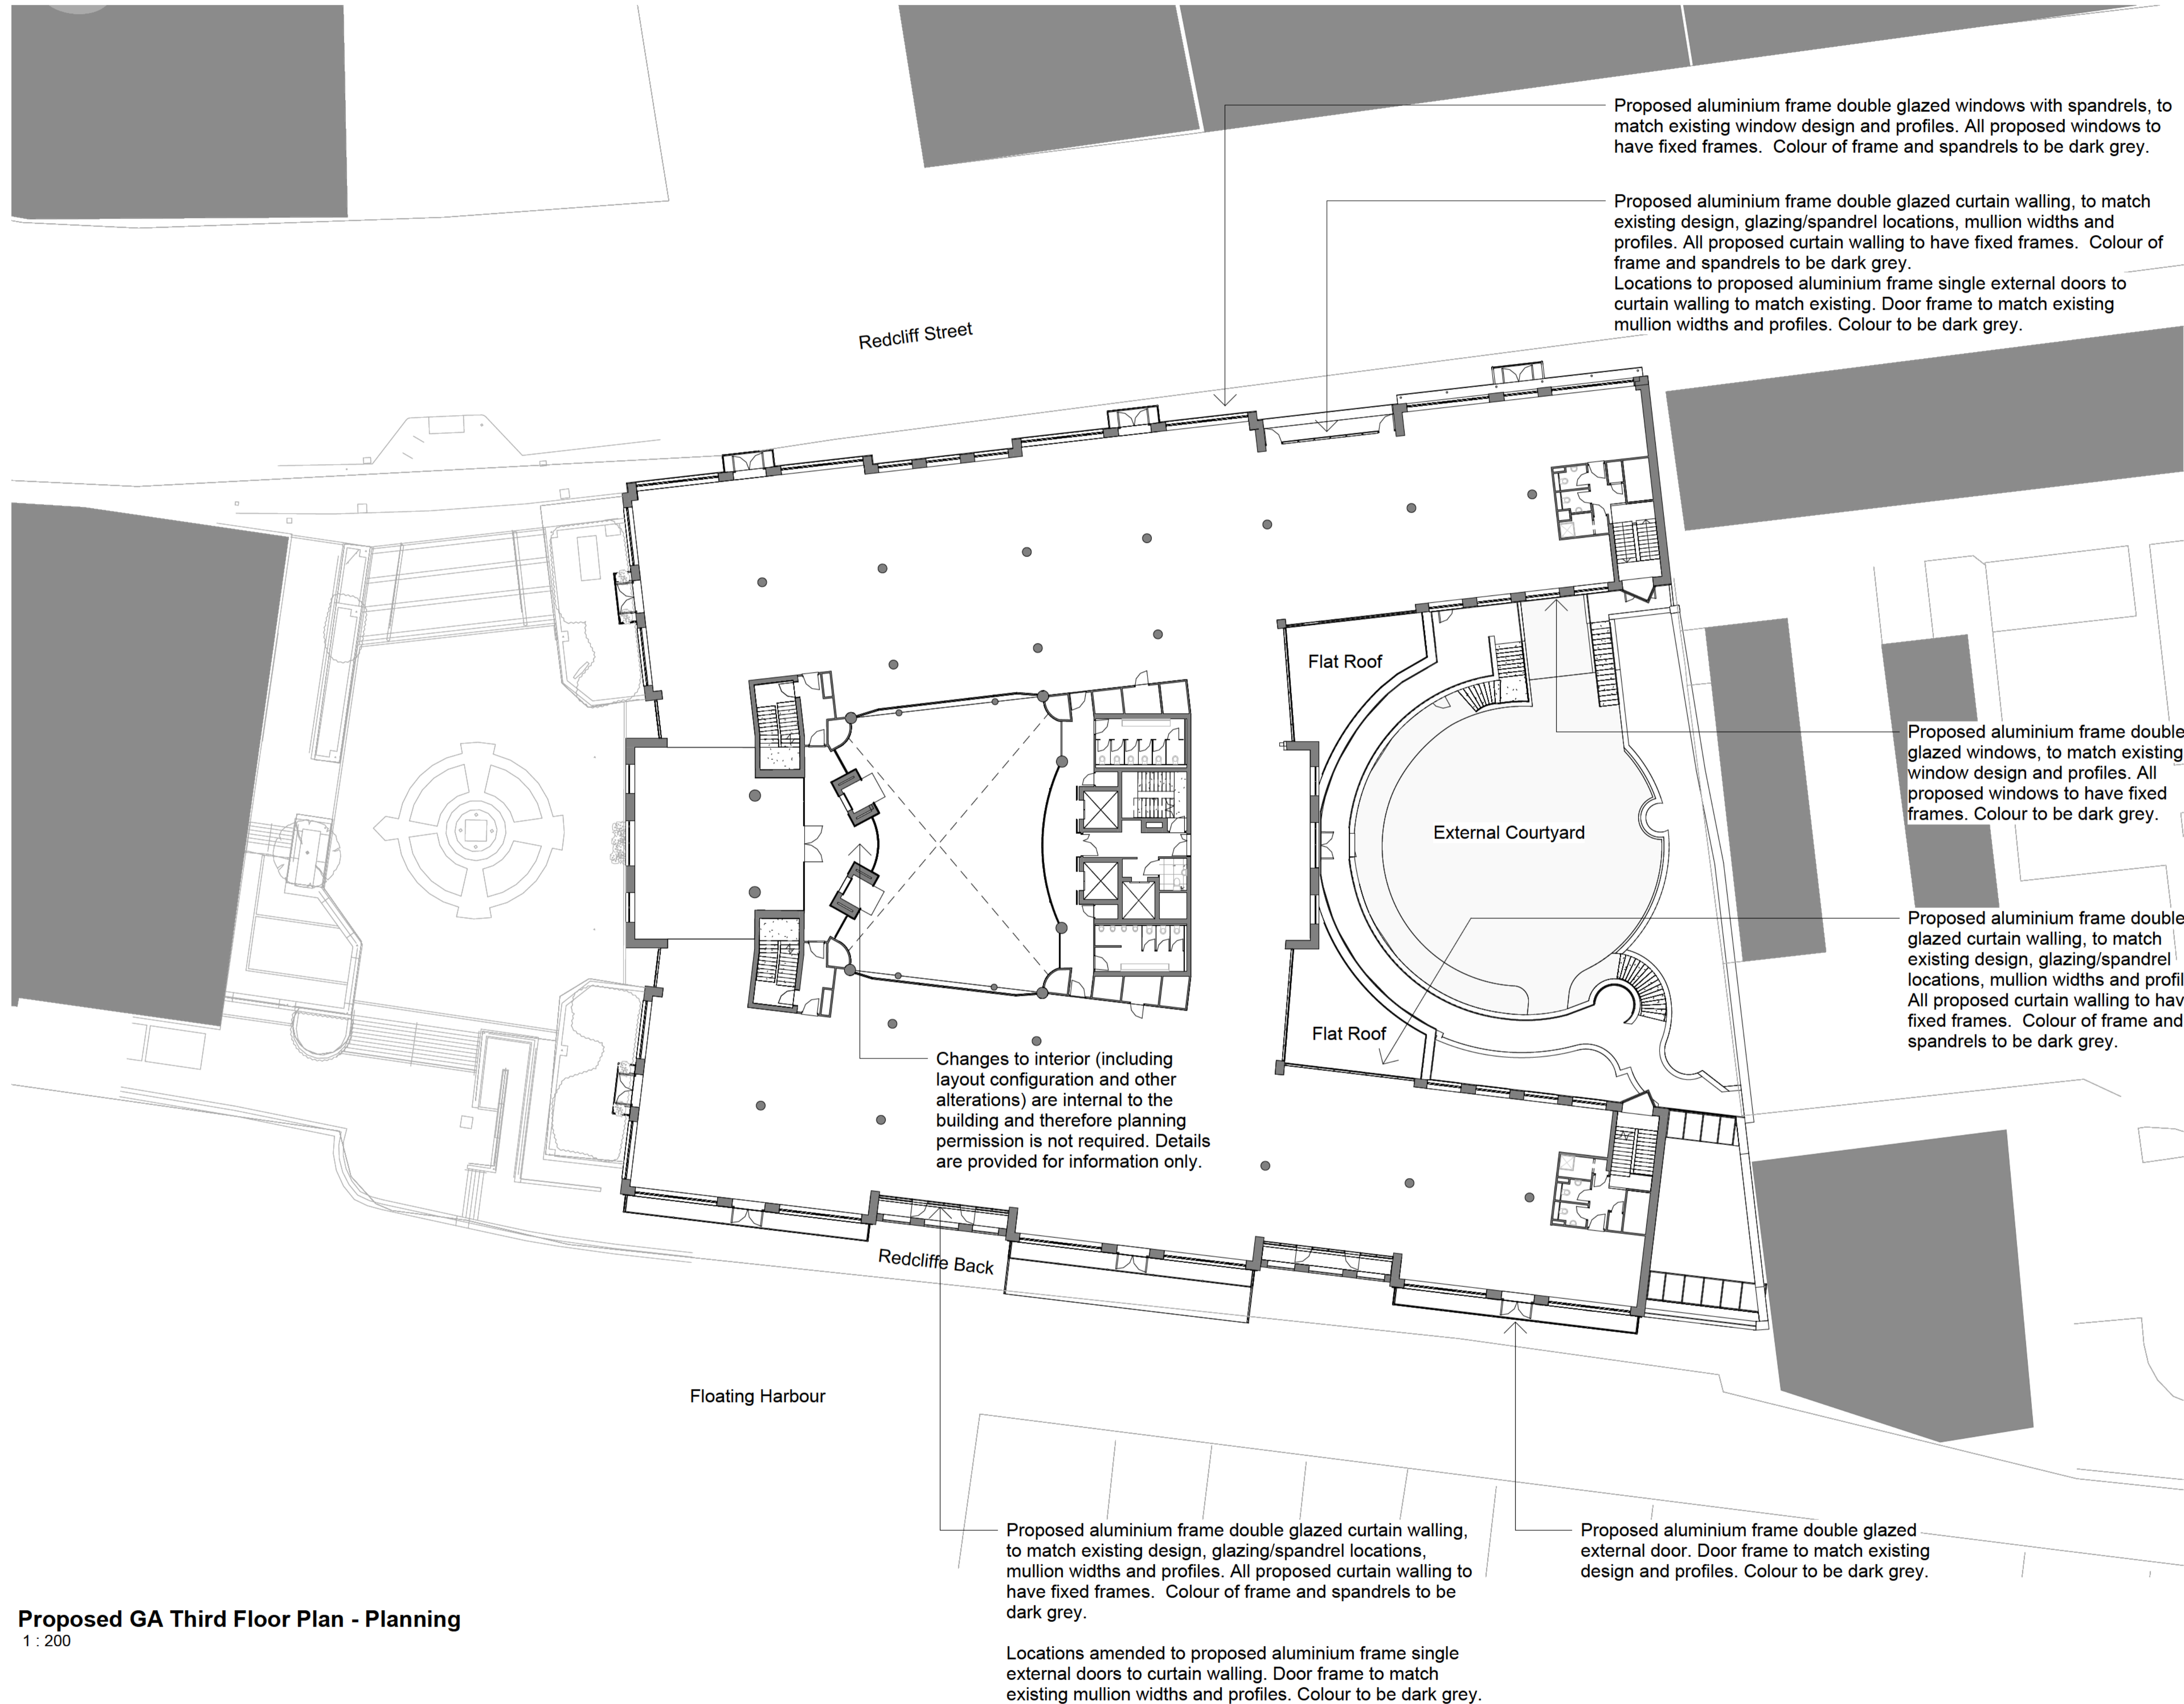 Proposed aluminium frame double glazed windows with spandrels, to
match existing window design and profiles. All proposed windows to
have fixed frames.  Colour of frame and spandrels to be dark grey.
Proposed aluminium frame double glazed curtain walling, to match
existing design, glazing/spandrel locations, mullion widths and
profiles. All proposed curtain walling to have fixed frames.  Colour of
frame and spandrels to be dark grey.
Locations to proposed aluminium frame single external doors to
curtain walling to match existing. Door frame to match existing
mullion widths and profiles. Colour to be dark grey.
Redcliff Street
Flat Roof
Proposed aluminium frame double
glazed windows, to match existing
window design and profiles. All
proposed windows to have fixed
frames. Colour to be dark grey.
External Courtyard
Proposed aluminium frame double
glazed curtain walling, to match
existing design, glazing/spandrel
locations, mullion widths and profil
All proposed curtain walling to hav
fixed frames.  Colour of frame and
spandrels to be dark grey.
Flat Roof
Changes to interior (including
layout configuration and other
alterations) are internal to the
building and therefore planning
permission is not required. Details
are provided for information only.
Redcliffe Back
Floating Harbour
Proposed aluminium frame double glazed curtain walling,
to match existing design, glazing/spandrel locations,
mullion widths and profiles. All proposed curtain walling to
have fixed frames.  Colour of frame and spandrels to be
dark grey.
Locations amended to proposed aluminium frame single
external doors to curtain walling. Door frame to match
existing mullion widths and profiles. Colour to be dark grey.
Proposed aluminium frame double glazed
external door. Door frame to match existing
design and profiles. Colour to be dark grey.
Proposed GA Third Floor Plan - Planning
1 : 200